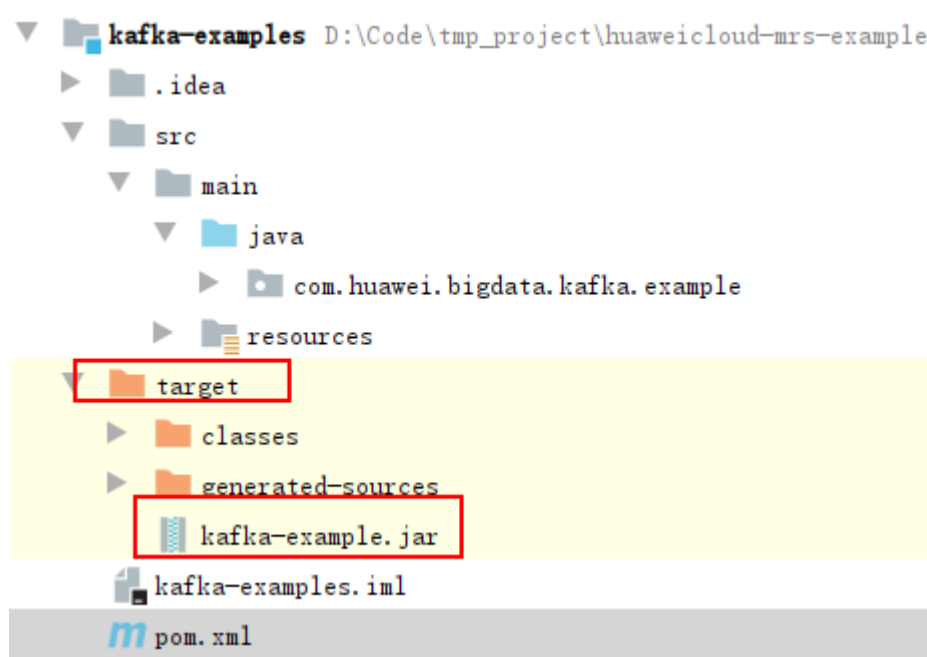 kafka-examples D:\Code\tmp_project\huaweicloud-mrs-example
.idea
src
main
java
com.huawei.bigdata.kafka.example
resources
target
classes
generated-sources
kafka-example.jar
kafka-examples.iml
pom.xml